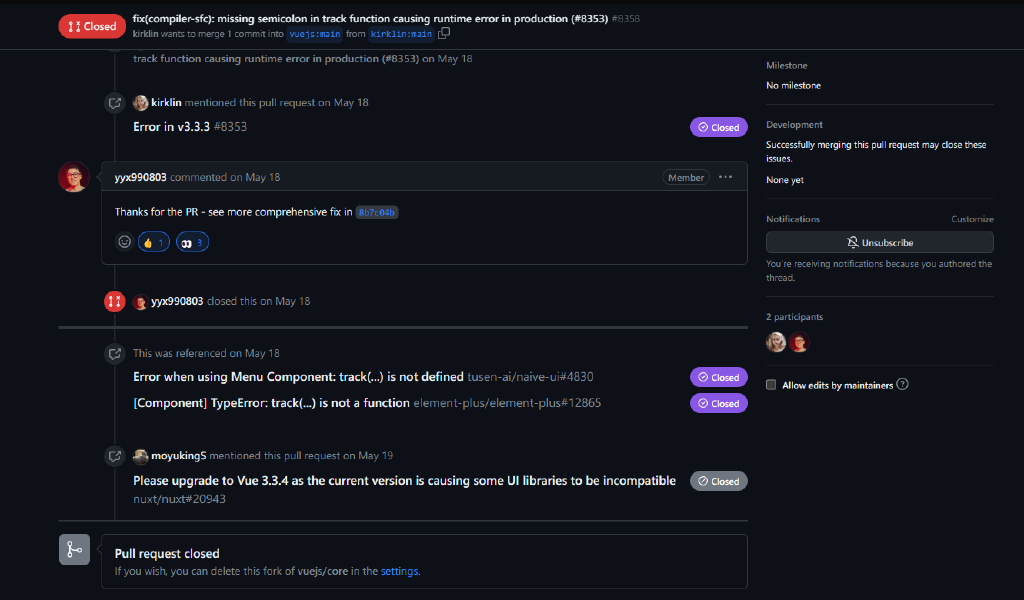 Closed
fix(compiler-sfc): missing semicolon in track function causing runtime error in production (#8353) #8358
kirklin wants to merge 1 commit into vuejs:main from kirklin:main
track function causing runtime error in production (#8353) on May 18
kirklin mentioned this pull request on May 18
Error in v3.3.3 #8353
Closed
yyx990803 commented on May 18
Member
Thanks for the PR - see more comprehensive fix in 8b7c04b
1
3
yyx990803 closed this on May 18
This was referenced on May 18
Error when using Menu Component: track(...) is not defined tusen-ai/naive-ui#4830
Closed
[Component] TypeError: track(...) is not a function element-plus/element-plus#12865
Closed
moyukingS mentioned this pull request on May 19
Please upgrade to Vue 3.3.4 as the current version is causing some UI libraries to be incompatible
nuxt/nuxt#20943
Closed
Pull request closed
If you wish, you can delete this fork of vuejs/core in the settings.
Milestone
No milestone
Development
Successfully merging this pull request may close these
issues.
None yet
Notifications
Customize
Unsubscribe
You're receiving notifications because you authored the
thread.
2 participants
Allow edits by maintainers ?